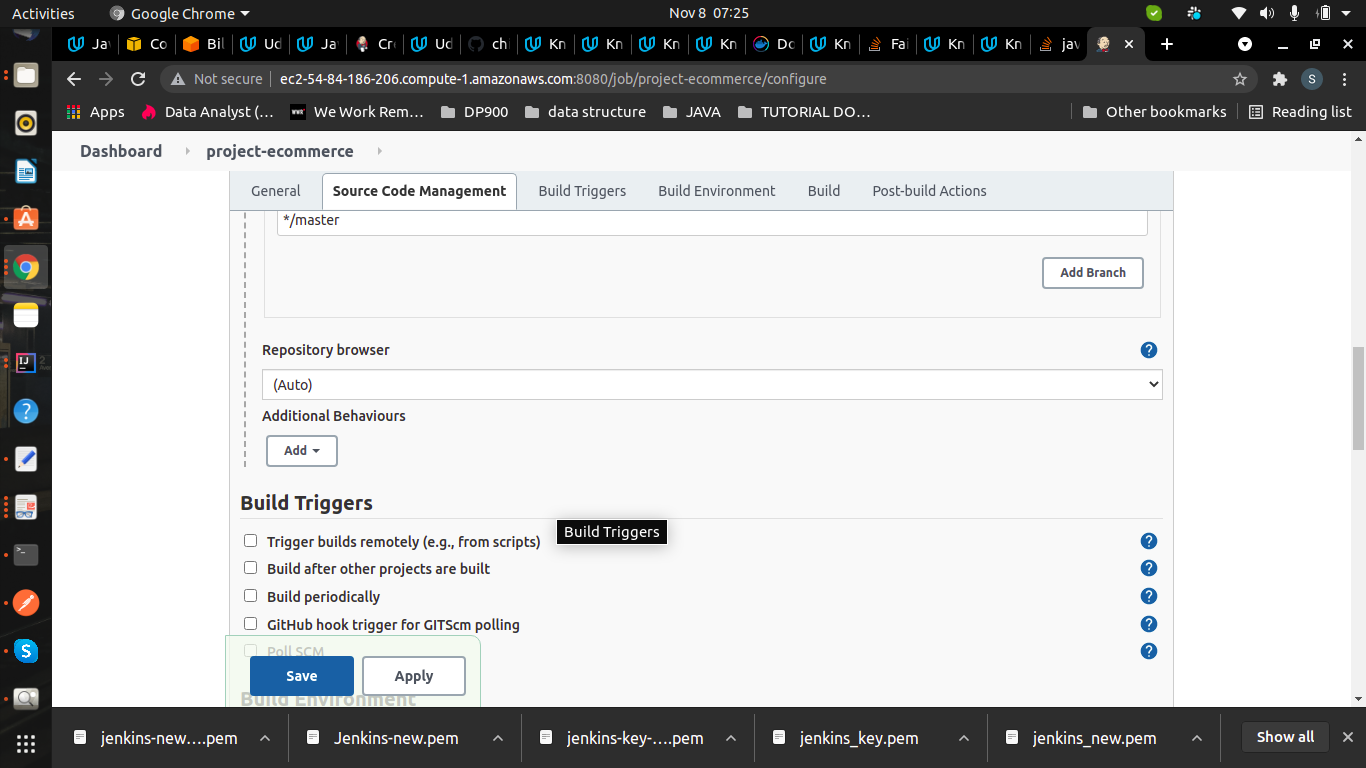 Activities Google Chrome Nov 8 07:25
Jav Co Bil Ud Jav Cre Ud ch Kn Kn Kn Kn Do Kn Fai Kn Kn jav
Not secure ec2-54-84-186-206.compute-1.amazonaws.com:8080/job/project-ecommerce/configure S
Apps Data Analyst (… We Work Rem… DP900 data structure JAVA TUTORIAL DO… Other bookmarks Reading list
Dashboard project-ecommerce
General Source Code Management Build Triggers Build Environment Build Post-build Actions
*/master
Add Branch
Repository browser
(Auto)
Additional Behaviours
Add
Build Triggers
Build Triggers
Trigger builds remotely (e.g., from scripts)
Build after other projects are built
Build periodically
GitHub hook trigger for GITScm polling
Poll SCM
Save Apply
Build Environment
jenkins-new….pem Jenkins-new.pem jenkins-key-….pem jenkins_key.pem jenkins_new.pem Show all